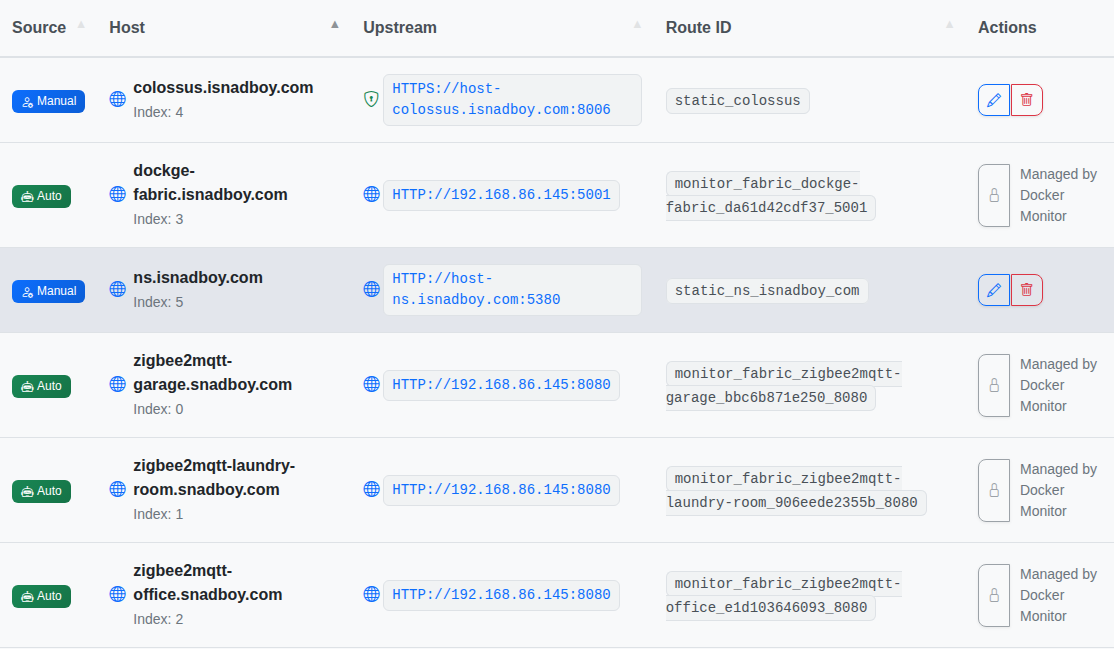 Source Host Upstream Route ID Actions
Manual
colossus.isnadboy.com
Index: 4
HTTPS://host-
colossus.isnadboy.com:8006
static_colossus
Auto
dockge-
fabric.isnadboy.com
Index: 3
HTTP://192.168.86.145:5001
monitor_fabric_dockge-
fabric_da61d42cdf37_5001
Managed by
Docker
Monitor
Manual
ns.isnadboy.com
Index: 5
HTTP://host-
ns.isnadboy.com:5380
static_ns_isnadboy_com
Auto
zigbee2mqtt-
garage.snadboy.com
Index: 0
HTTP://192.168.86.145:8080
monitor_fabric_zigbee2mqtt-
garage_bbc6b871e250_8080
Managed by
Docker
Monitor
Auto
zigbee2mqtt-laundry-
room.snadboy.com
Index: 1
HTTP://192.168.86.145:8080
monitor_fabric_zigbee2mqtt-
laundry-room_906eede2355b_8080
Managed by
Docker
Monitor
Auto
zigbee2mqtt-
office.snadboy.com
Index: 2
HTTP://192.168.86.145:8080
monitor_fabric_zigbee2mqtt-
office_e1d103646093_8080
Managed by
Docker
Monitor